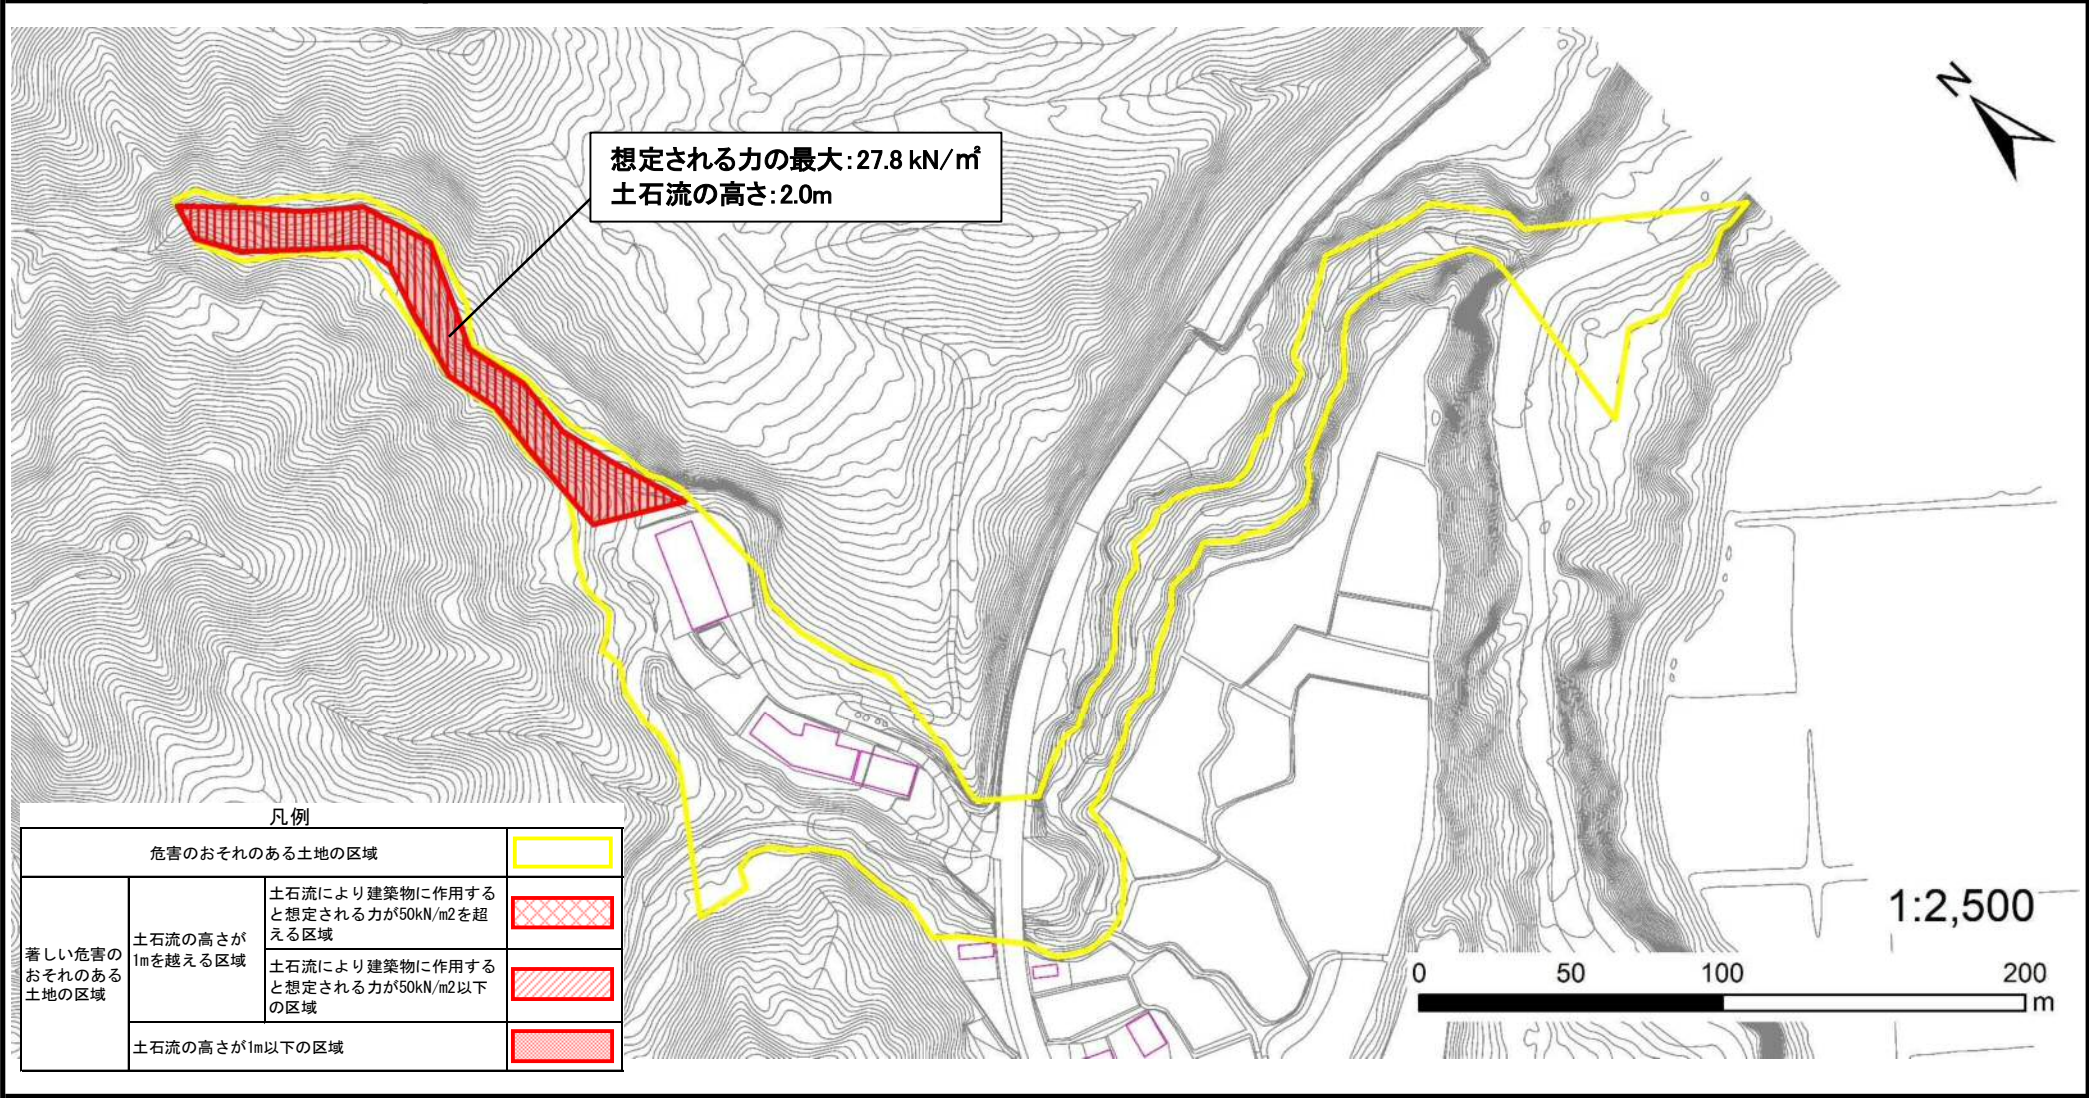 N
想定される力の最大:27.8 kN/㎡
土石流の高さ:2.0m
凡例
危害のおそれのある土地の区域
著しい危害の
おそれのある
土地の区域
土石流の高さが
1mを越える区域
土石流により建築物に作用する
と想定される力が50kN/m2を超
える区域
土石流により建築物に作用する
と想定される力が50kN/m2以下
の区域
土石流の高さが1m以下の区域
1:2,500
0 50 100 200
m